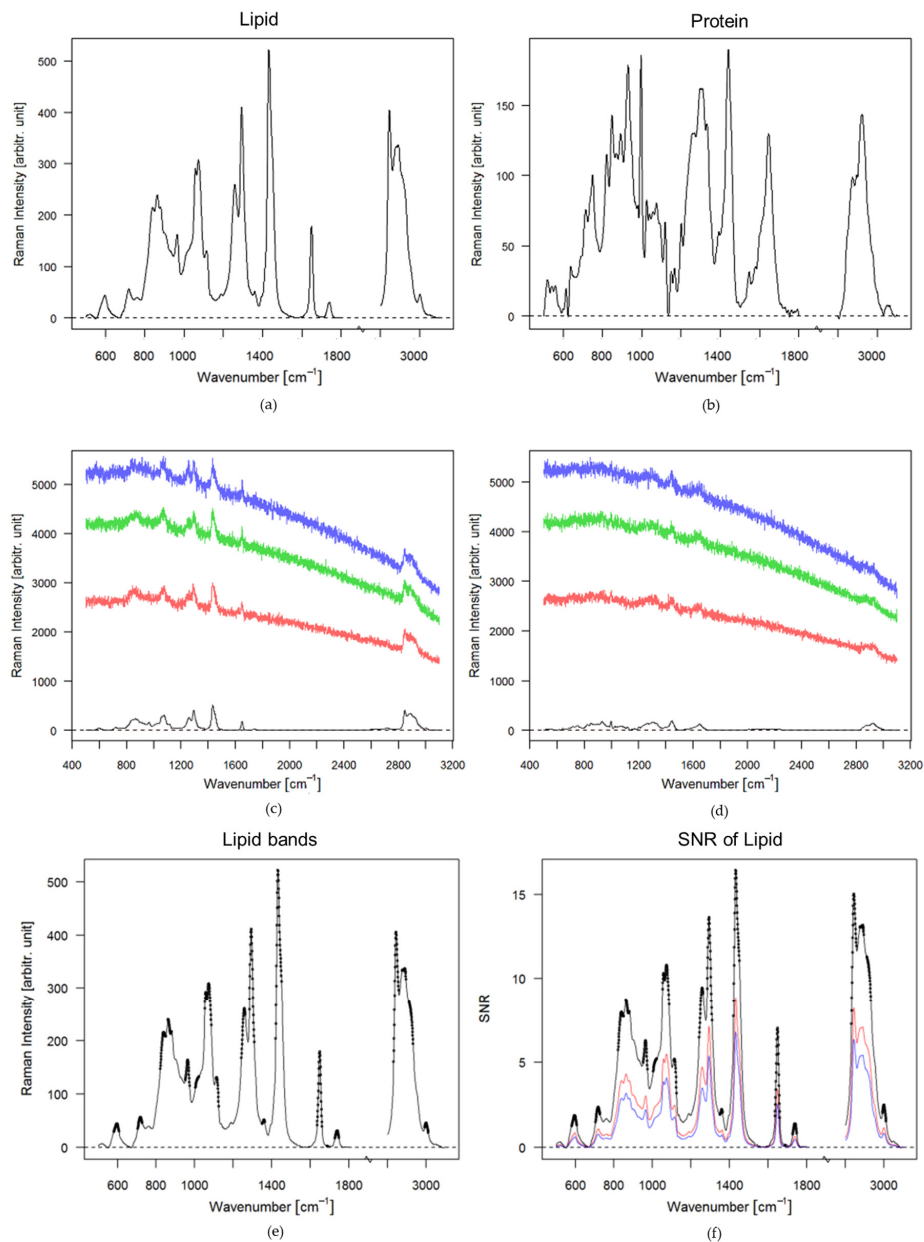 Lipid
Protein
Raman Intensity [arbitr. unit]
500
400
300
200
100
0
600 800 1000 1400 1800 3000
Wavenumber [cm⁻¹]
(a)
Raman Intensity [arbitr. unit]
150
100
50
0
600 800 1000 1400 1800 3000
Wavenumber [cm⁻¹]
(b)
Raman Intensity [arbitr. unit]
5000
4000
3000
2000
1000
0
400 800 1200 1600 2000 2400 2800 3200
Wavenumber [cm⁻¹]
(c)
Raman Intensity [arbitr. unit]
5000
4000
3000
2000
1000
0
400 800 1200 1600 2000 2400 2800 3200
Wavenumber [cm⁻¹]
(d)
Lipid bands
SNR of Lipid
Raman Intensity [arbitr. unit]
500
400
300
200
100
0
600 800 1000 1400 1800 3000
Wavenumber [cm⁻¹]
(e)
SNR
15
10
5
0
600 800 1000 1400 1800 3000
Wavenumber [cm⁻¹]
(f)